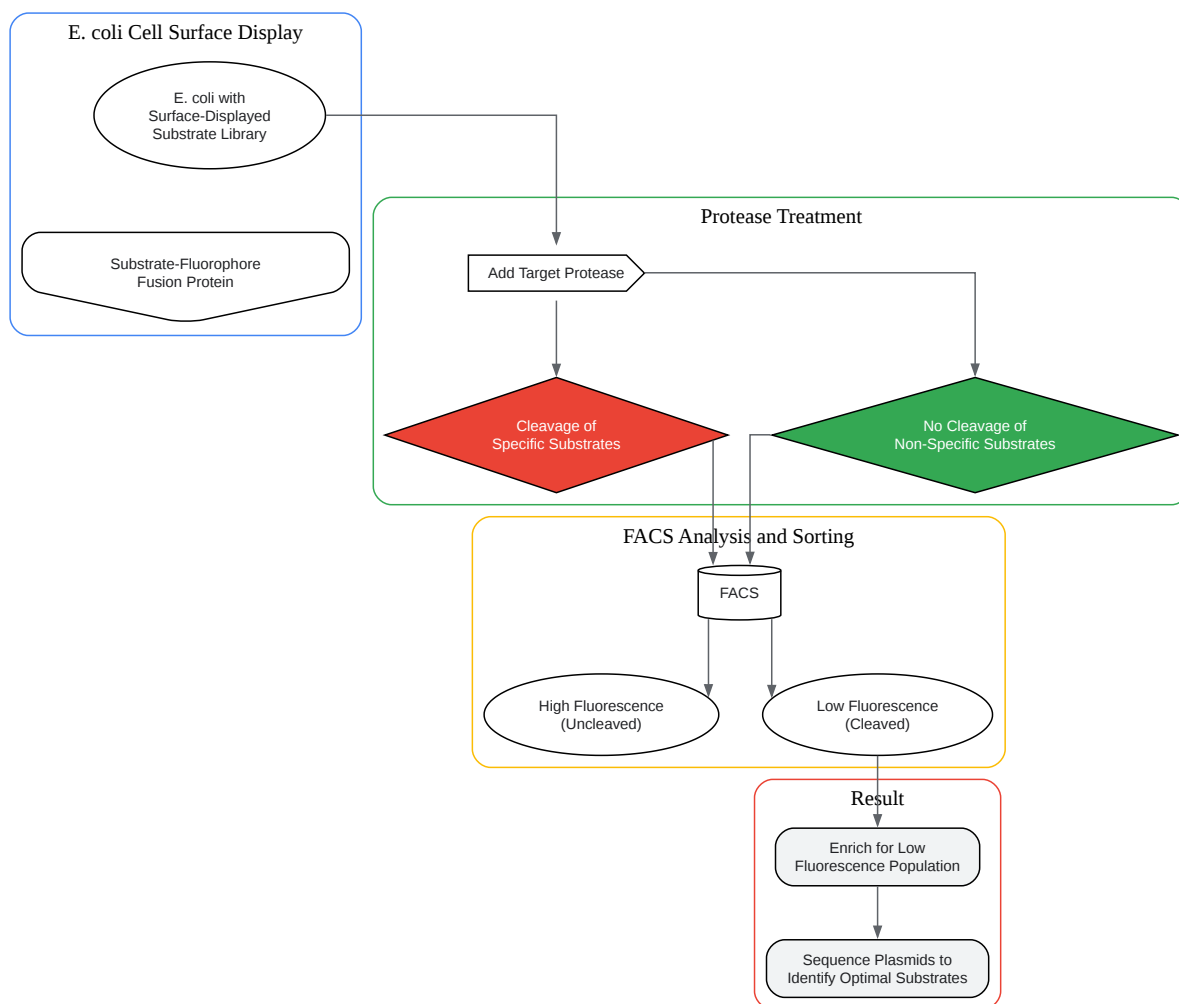 E. coli Cell Surface Display
E. coli with
Surface-Displayed
Substrate Library
Substrate-Fluorophore
Fusion Protein
Protease Treatment
Add Target Protease
Cleavage of
Specific Substrates
No Cleavage of
Non-Specific Substrates
FACS Analysis and Sorting
FACS
High Fluorescence
(Uncleaved)
Low Fluorescence
(Cleaved)
Result
Enrich for Low
Fluorescence Population
Sequence Plasmids to
Identify Optimal Substrates